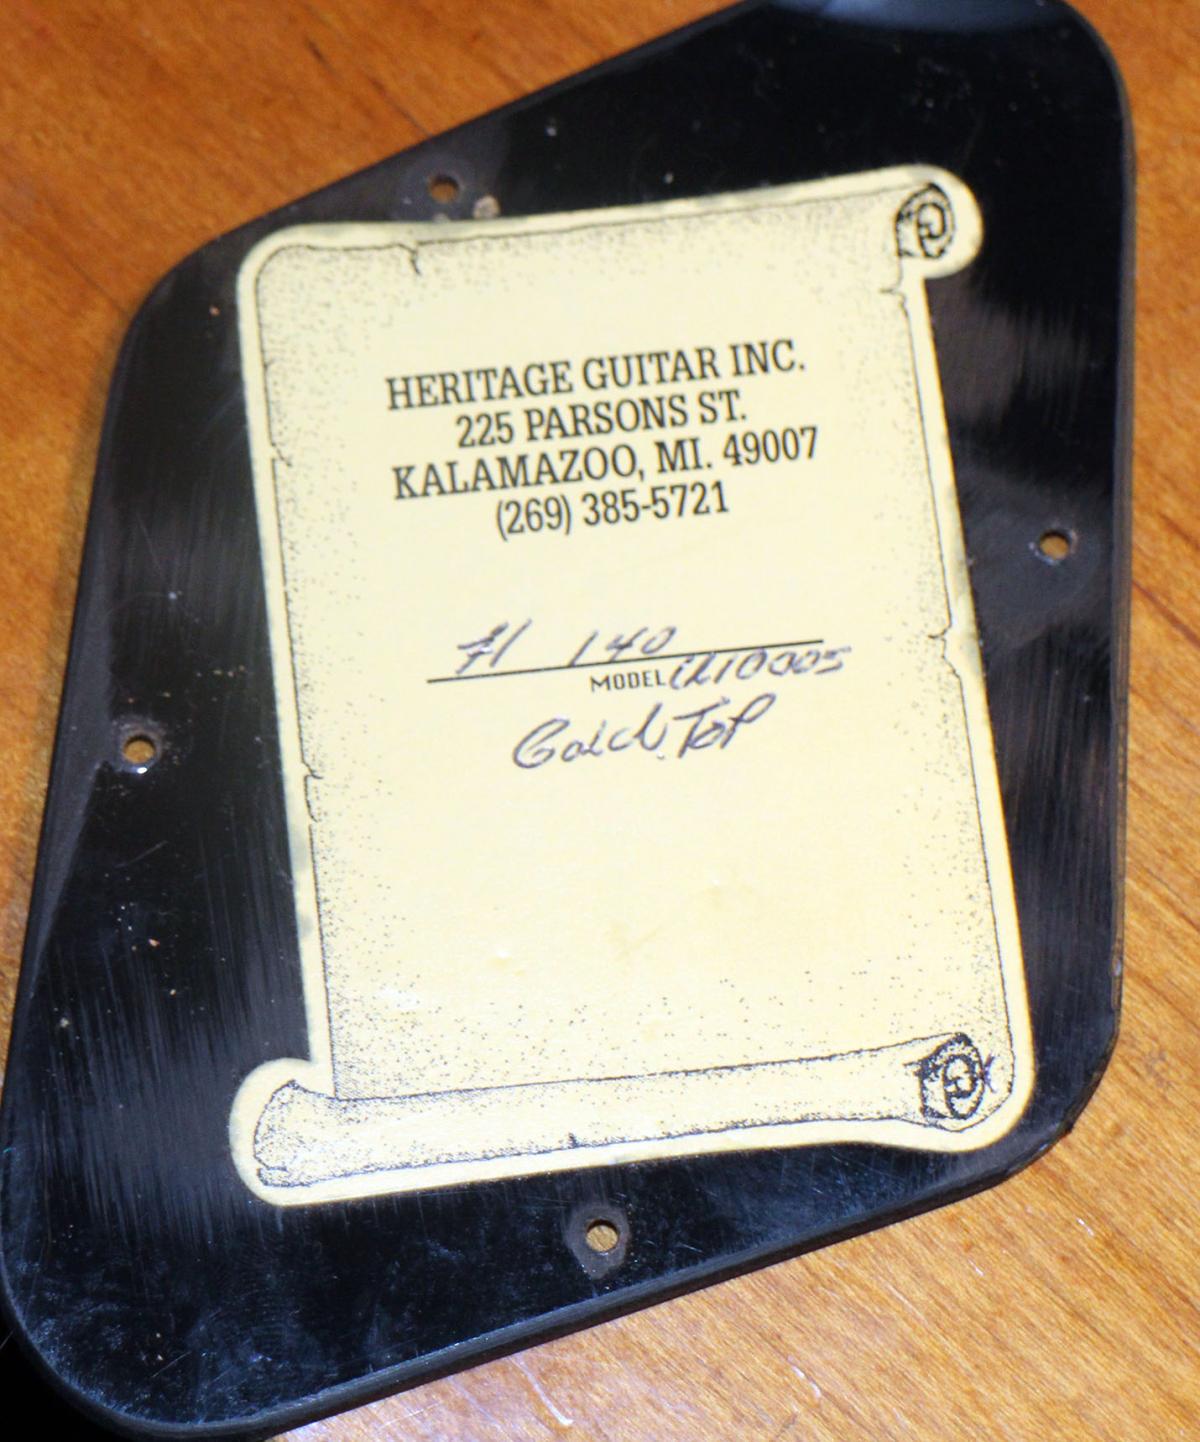 HERITAGE GUITAR INC.
225 PARSONS ST.
KALAMAZOO, MI. 49007
(269) 385-5721
140
MODEL
Gold Top